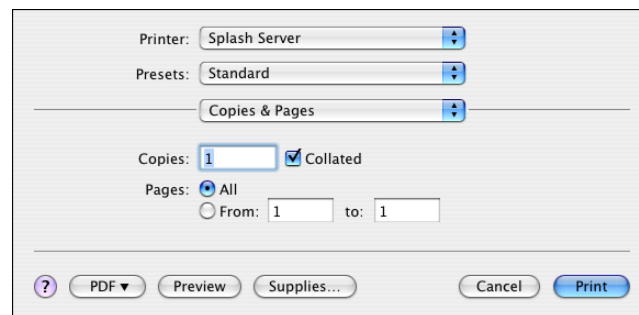 Printer: Splash Server
Presets: Standard
Copies & Pages
Copies: 1 Collated
Pages: All
From: 1 to: 1
? PDF ▼ Preview Supplies... Cancel Print